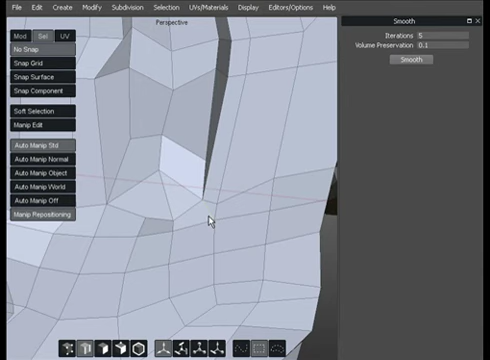 File Edit Create Modify Subdivision Selection UVs/Materials Display Editors/Options Help
Smooth
Perspective
Mod Sel UV
No Snap
Snap Grid
Snap Surface
Snap Component
Soft Selection
Manip Edit
Auto Manip Std
Auto Manip Normal
Auto Manip Object
Auto Manip World
Auto Manip Off
Manip Repositioning
Iterations 5
Volume Preservation 0.1
Smooth